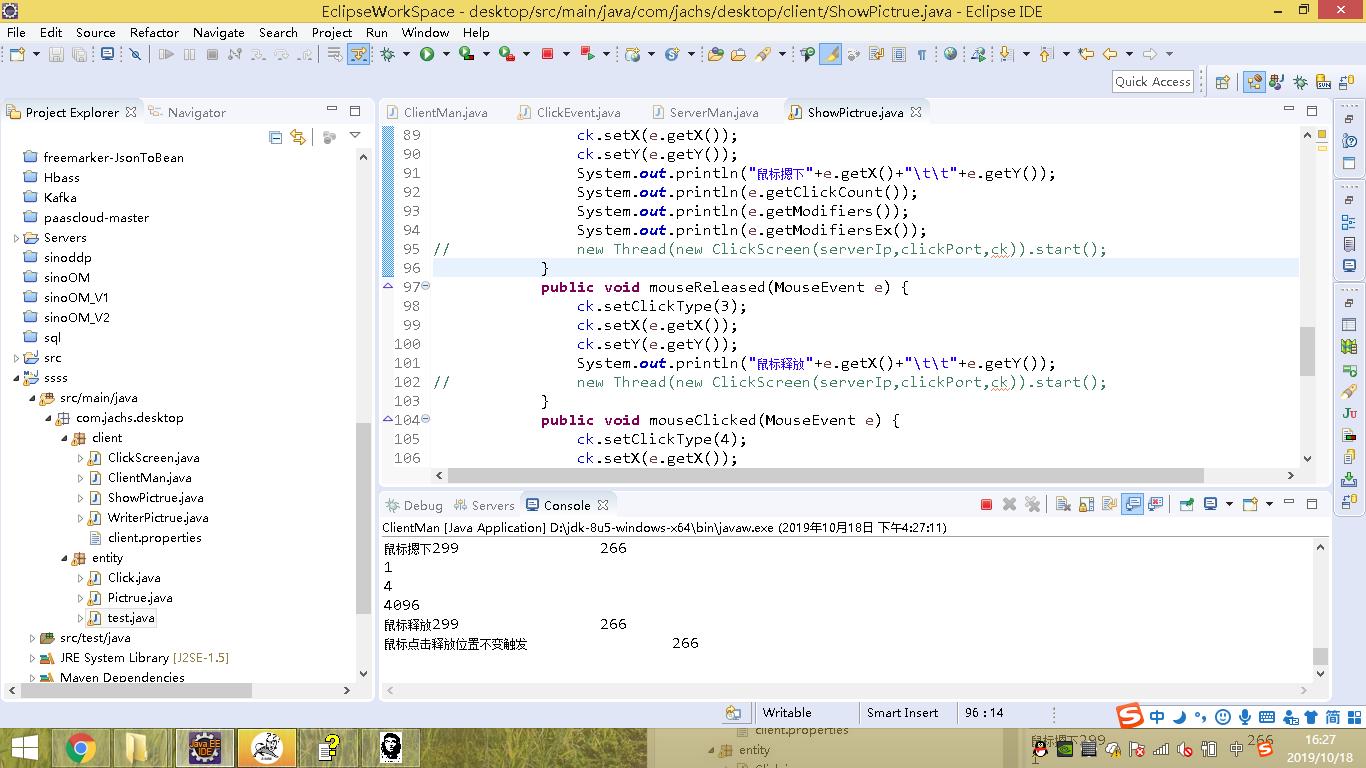 EclipseWorkSpace - desktop/src/main/java/com/jachs/desktop/client/ShowPictrue.java - Eclipse IDE
File Edit Source Refactor Navigate Search Project Run Window Help
Quick Access
Project Explorer Navigator
freemarker-JsonToBean
Hbass
Kafka
paascloud-master
Servers
sinoddp
sinoOM
sinoOM_V1
sinoOM_V2
sql
src
ssss
src/main/java
com.jachs.desktop
client
ClickScreen.java
ClientMan.java
ShowPictrue.java
WriterPictrue.java
client.properties
entity
Click.java
Pictrue.java
test.java
src/test/java
JRE System Library [J2SE-1.5]
Maven Dependencies
ClientMan.java ClickEvent.java ServerMan.java ShowPictrue.java
89 ck.setX(e.getX());
90 ck.setY(e.getY());
91 System.out.println("鼠标摁下"+e.getX()+"\t\t"+e.getY());
92 System.out.println(e.getClickCount());
93 System.out.println(e.getModifiers());
94 System.out.println(e.getModifiersEx());
95 // new Thread(new ClickScreen(serverIp,clickPort,ck)).start();
96 }
97 public void mouseReleased(MouseEvent e) {
98 ck.setClickType(3);
99 ck.setX(e.getX());
100 ck.setY(e.getY());
101 System.out.println("鼠标释放"+e.getX()+"\t\t"+e.getY());
102 // new Thread(new ClickScreen(serverIp,clickPort,ck)).start();
103 }
104 public void mouseClicked(MouseEvent e) {
105 ck.setClickType(4);
106 ck.setX(e.getX());
Debug Servers Console
ClientMan [Java Application] D:\jdk-8u5-windows-x64\bin\javaw.exe (2019年10月18日 下午4:27:11)
鼠标摁下299 266
1
4
4096
鼠标释放299 266
鼠标点击释放位置不变触发 266
Writable Smart Insert 96 : 14
中 简
client.properties
entity
鼠标摁下299 266
1
Java EE
IDE
中
16:27
2019/10/18